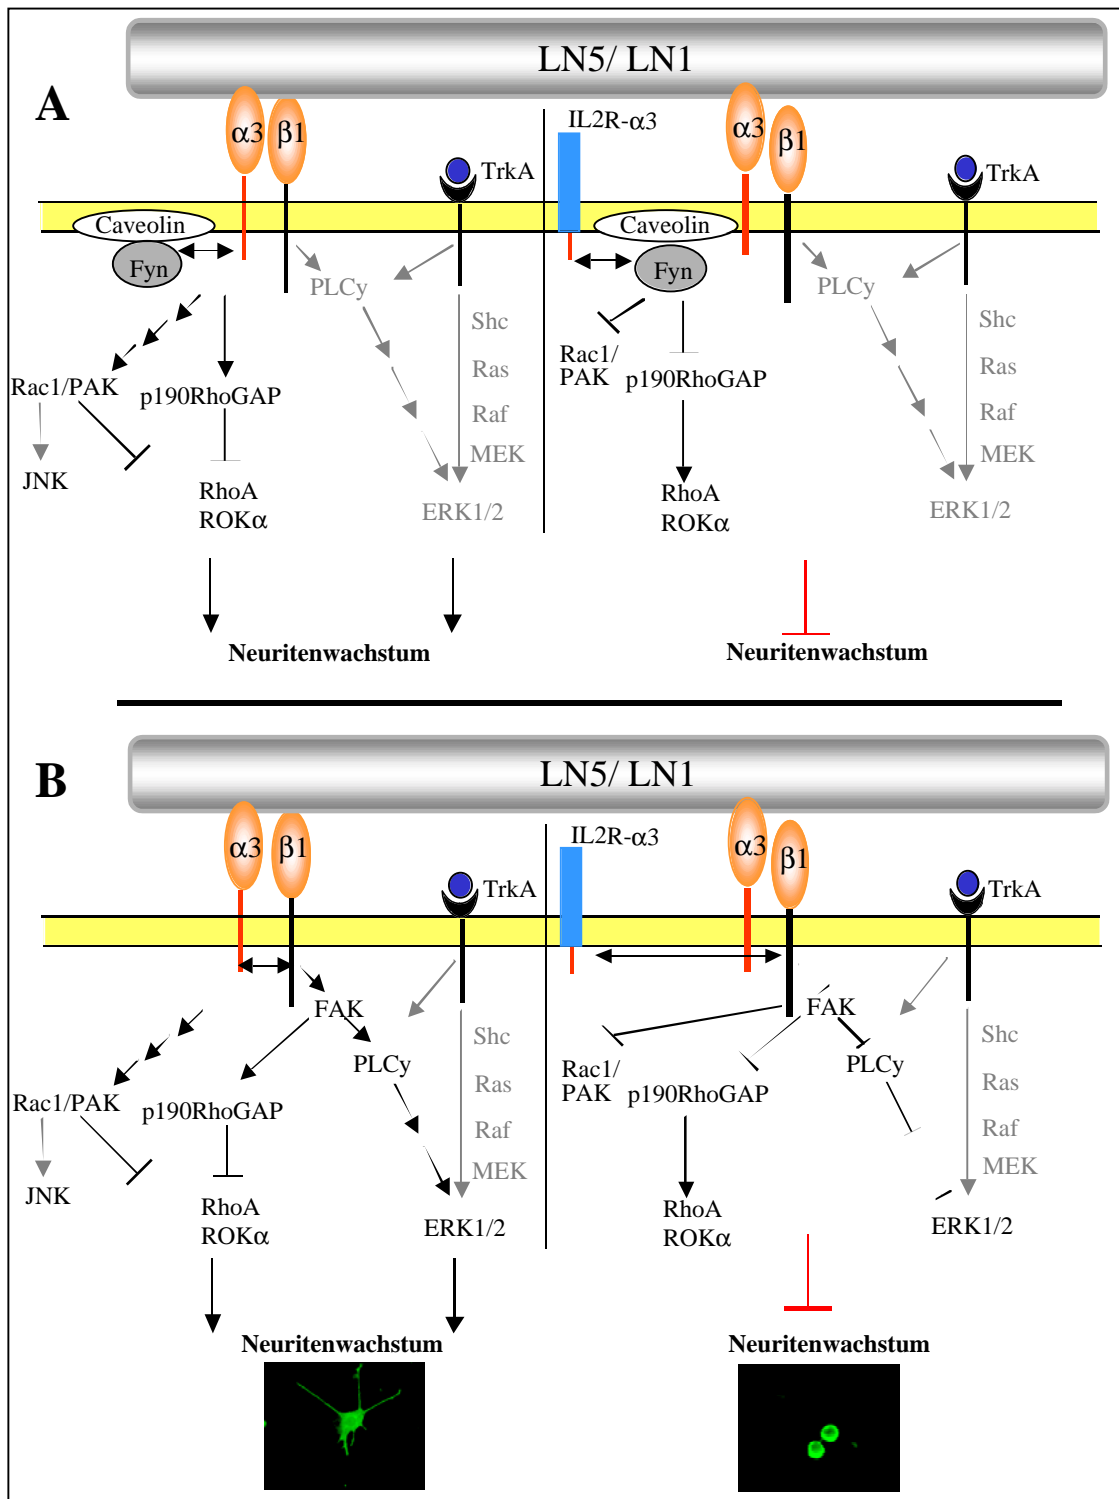 LN5/ LN1
A
α3
β1
TrkA
Caveolin
Fyn
PLCy
Shc
Ras
Raf
MEK
Rac1/PAK
p190RhoGAP
JNK
RhoA
ROKα
ERK1/2
Neuritenwachstum
IL2R-α3
α3
β1
TrkA
Caveolin
Fyn
PLCy
Shc
Ras
Raf
MEK
Rac1/
PAK
p190RhoGAP
RhoA
ROKα
ERK1/2
Neuritenwachstum
LN5/ LN1
B
α3
β1
TrkA
FAK
PLCy
Shc
Ras
Raf
MEK
Rac1/PAK
p190RhoGAP
JNK
RhoA
ROKα
ERK1/2
Neuritenwachstum
IL2R-α3
α3
β1
TrkA
FAK
PLCy
Shc
Ras
Raf
MEK
Rac1/
PAK
p190RhoGAP
RhoA
ROKα
ERK1/2
Neuritenwachstum